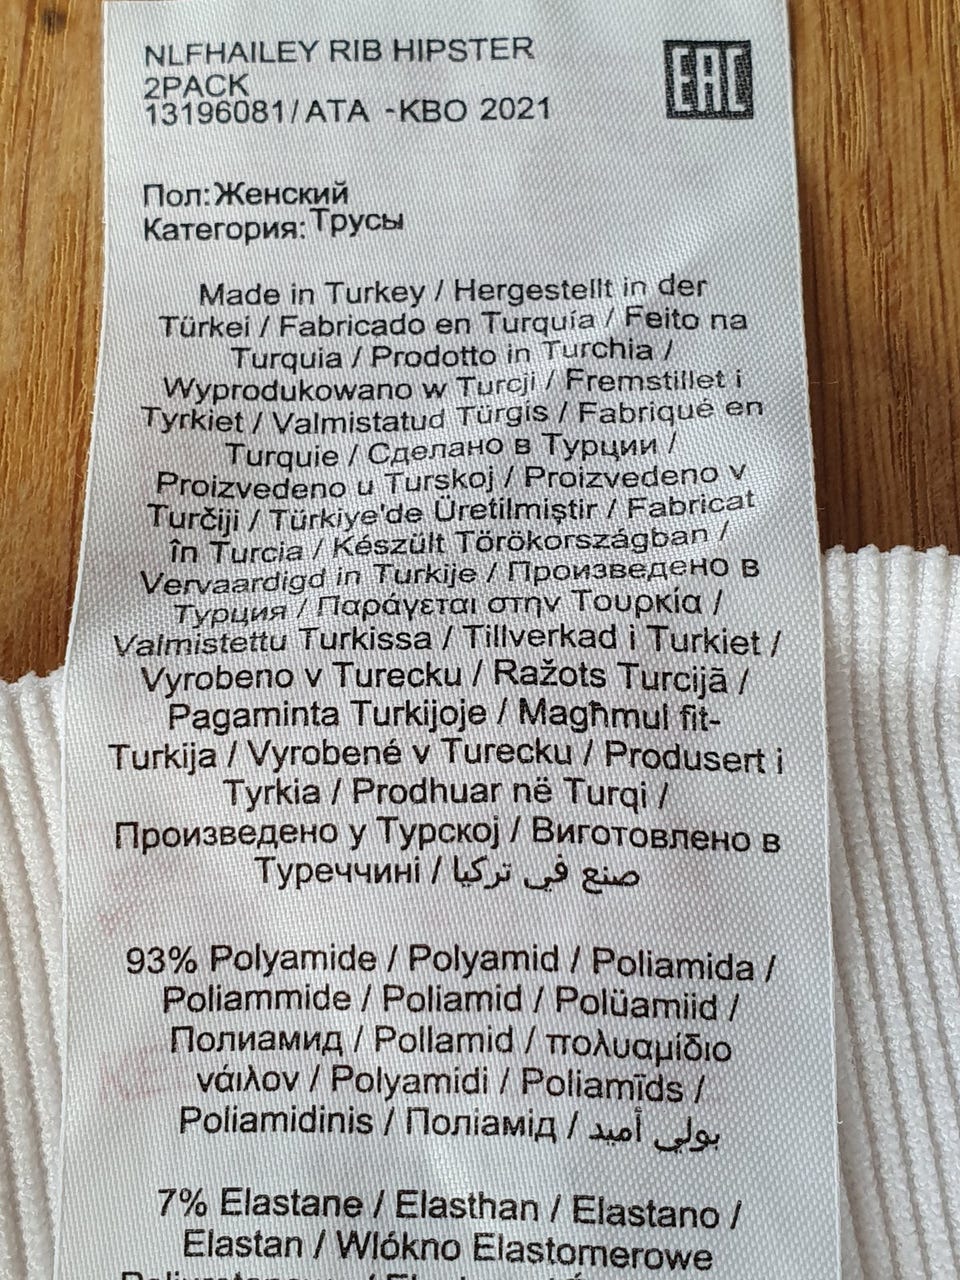 NLFHAILEY RIB HIPSTER
2PACK
13196081/ATA -KBO 2021
EAC
Пол:Женский
Категория:Трусы
Made in Turkey / Hergestellt in der
Türkei / Fabricado en Turquía / Feito na
Turquia / Prodotto in Turchia /
Wyprodukowano w Turcji / Fremstillet i
Tyrkiet / Valmistatud Türgis / Fabriqué en
Turquie / Сделано в Турции /
Proizvedeno u Turskoj / Proizvedeno v
Turčiji / Türkiye'de Üretilmiştir / Fabricat
în Turcia / Készült Törökországban /
Vervaardigd in Turkije / Произведено в
Турция / Παράγεται στην Τουρκία /
Valmistettu Turkissa / Tillverkad i Turkiet /
Vyrobeno v Turecku / Ražots Turcijā /
Pagaminta Turkijoje / Magħmul fit-
Turkija / Vyrobené v Turecku / Produsert i
Tyrkia / Prodhuar në Turqi /
Произведено у Турској / Виготовлено в
Туреччині / صنع في تركيا
93% Polyamide / Polyamid / Poliamida /
Poliammide / Poliamid / Polüamiid /
Полиамид / Pollamid / πολυαμίδιο
νάιλον / Polyamidi / Poliamīds /
Poliamidinis / Поліамід / بولي أميد
7% Elastane / Elasthan / Elastano /
Elastan / Wlókno Elastomerowe